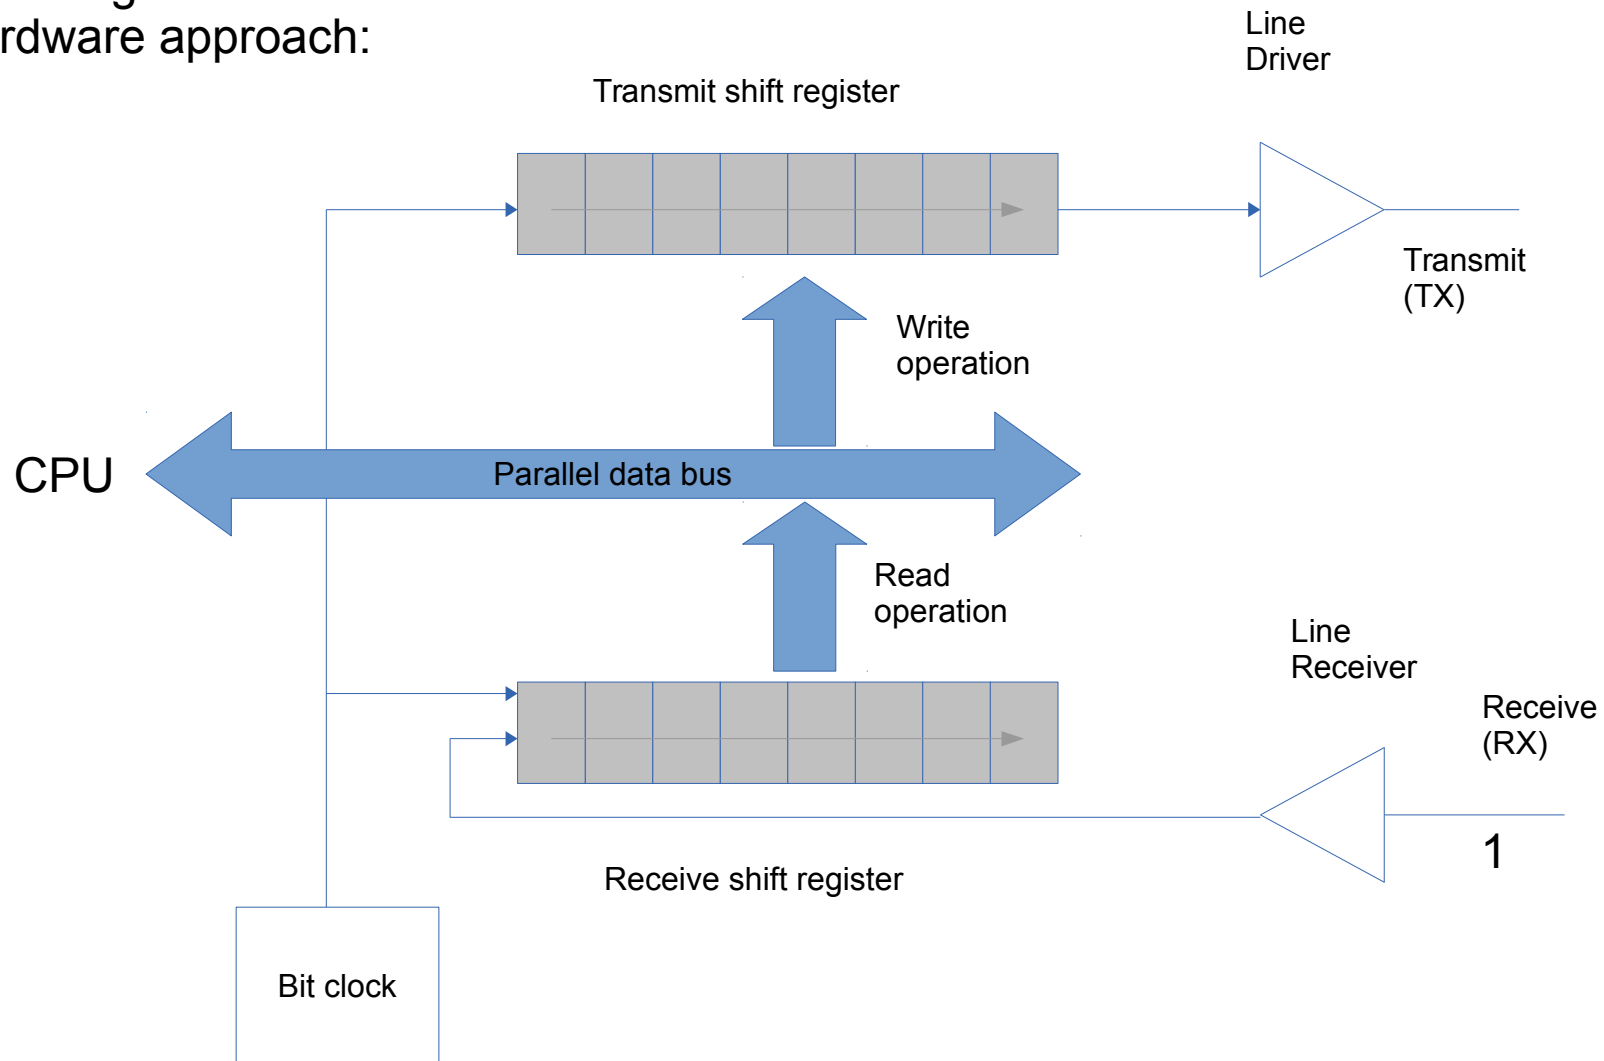 rdware approach:
Line
Driver
Transmit shift register
Transmit
(TX)
Write
operation
CPU
Parallel data bus
Read
operation
Line
Receiver
Receive
(RX)
1
Receive shift register
Bit clock